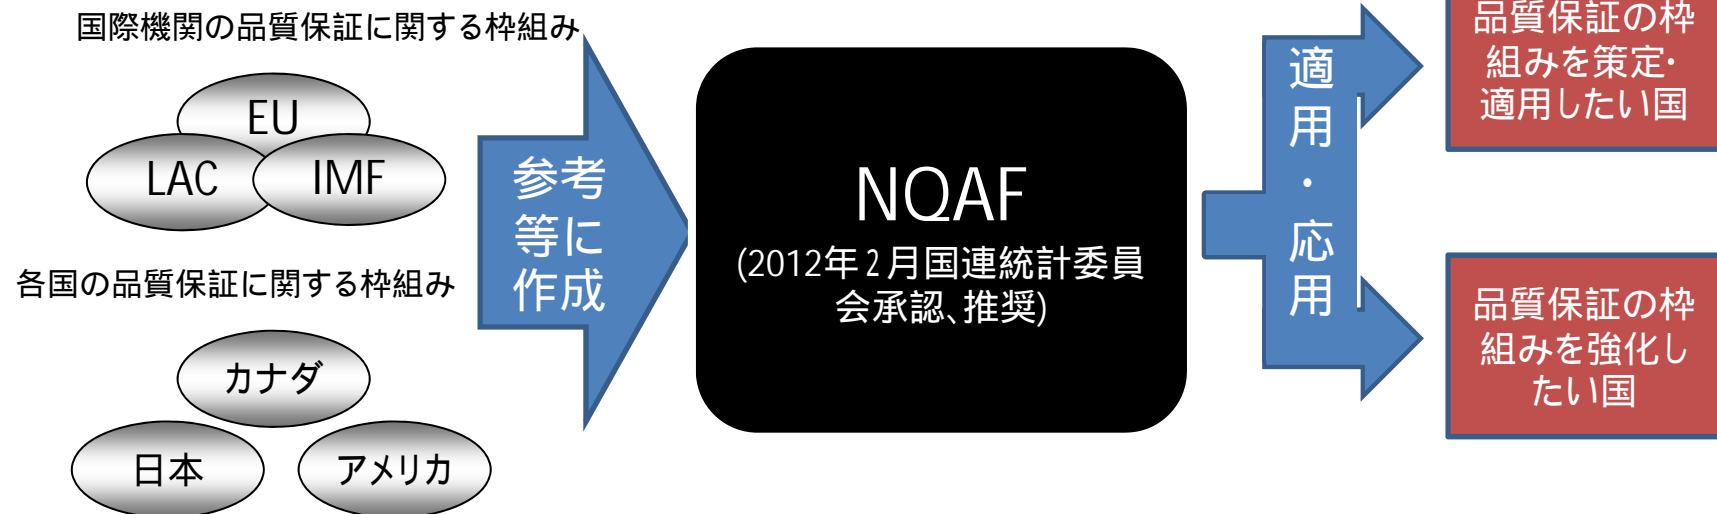 国際機関の品質保証に関する枠組み
EU
LAC
IMF
各国の品質保証に関する枠組み
カナダ
日本
アメリカ
参考
等に
作成
NQAF
(2012年2月国連統計委員
会承認、推奨)
適用・応用
品質保証の枠
組みを策定・
適用したい国
品質保証の枠
組みを強化し
たい国